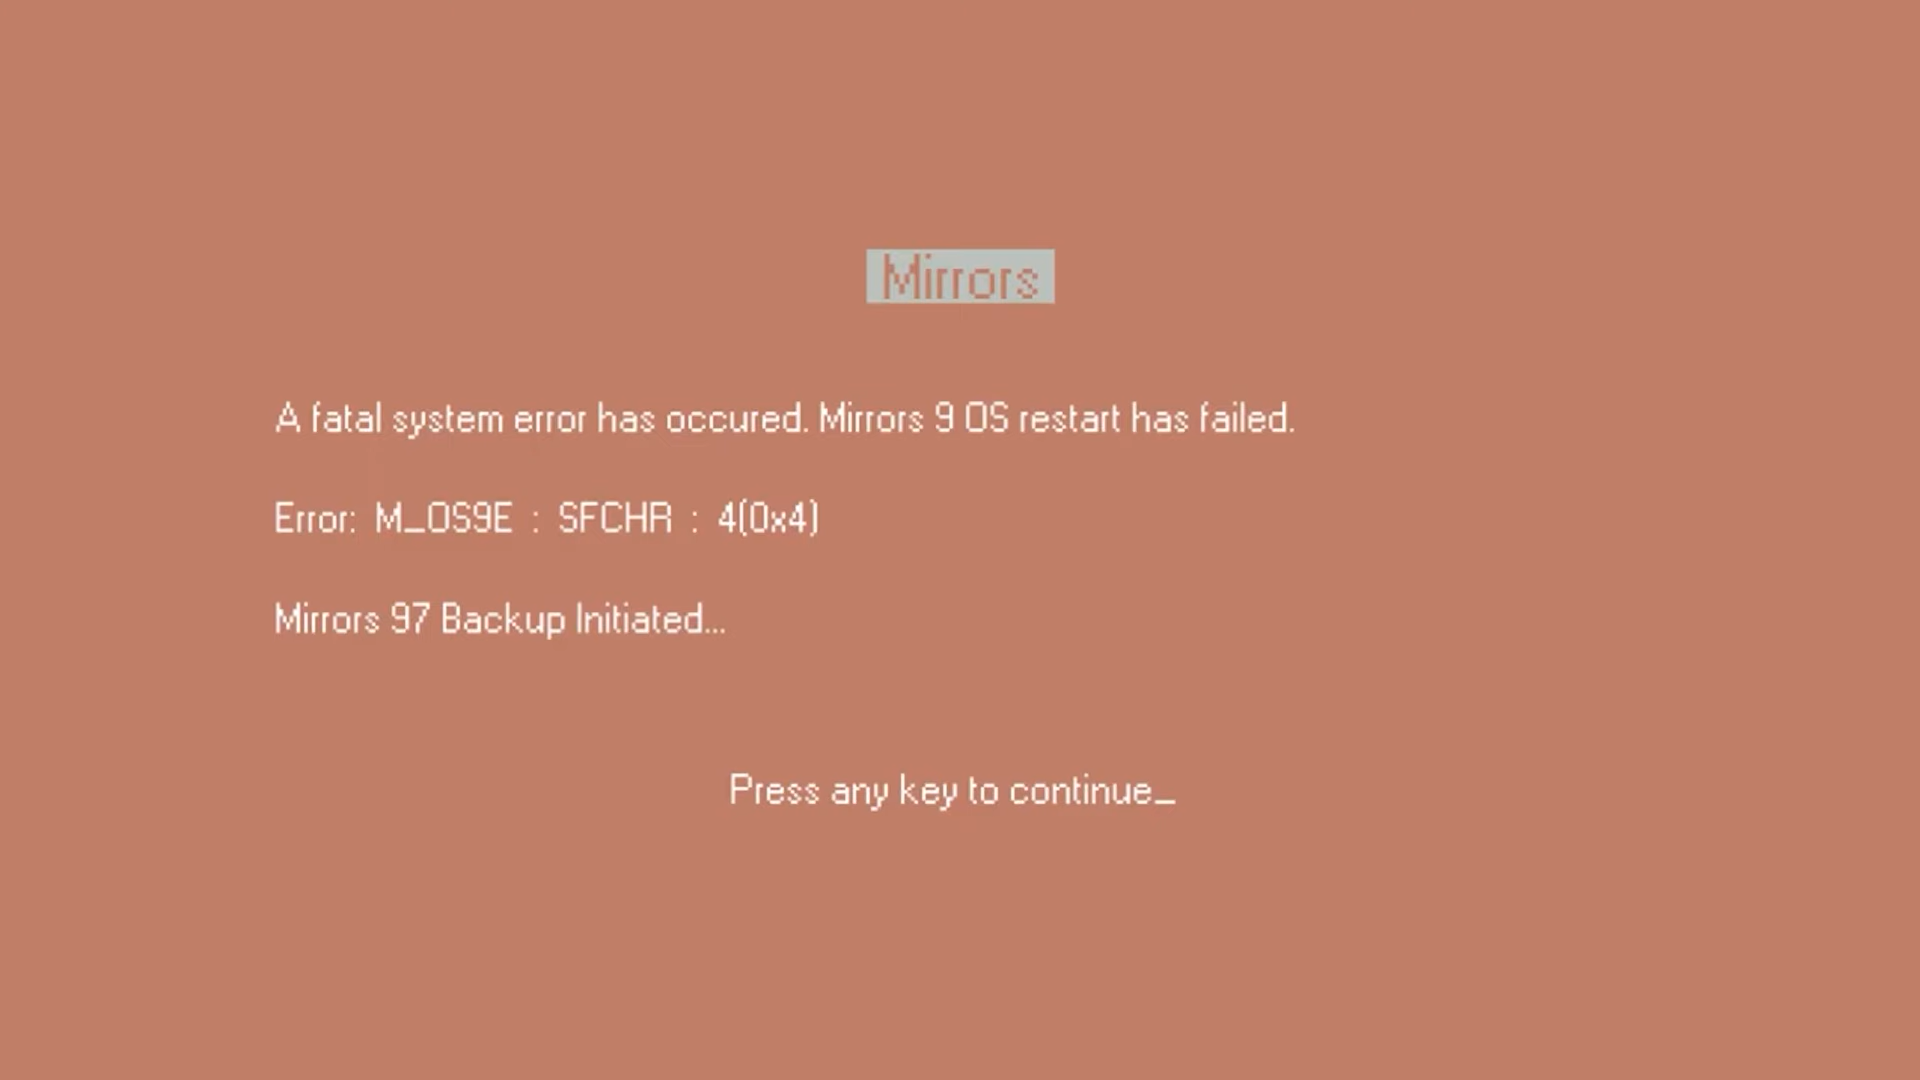 Mirrors
A fatal system error has occured. Mirrors 9 OS restart has failed.
Error: M_OS9E : SFCHR : 4(0x4)
Mirrors 97 Backup Initiated...
Press any key to continue_